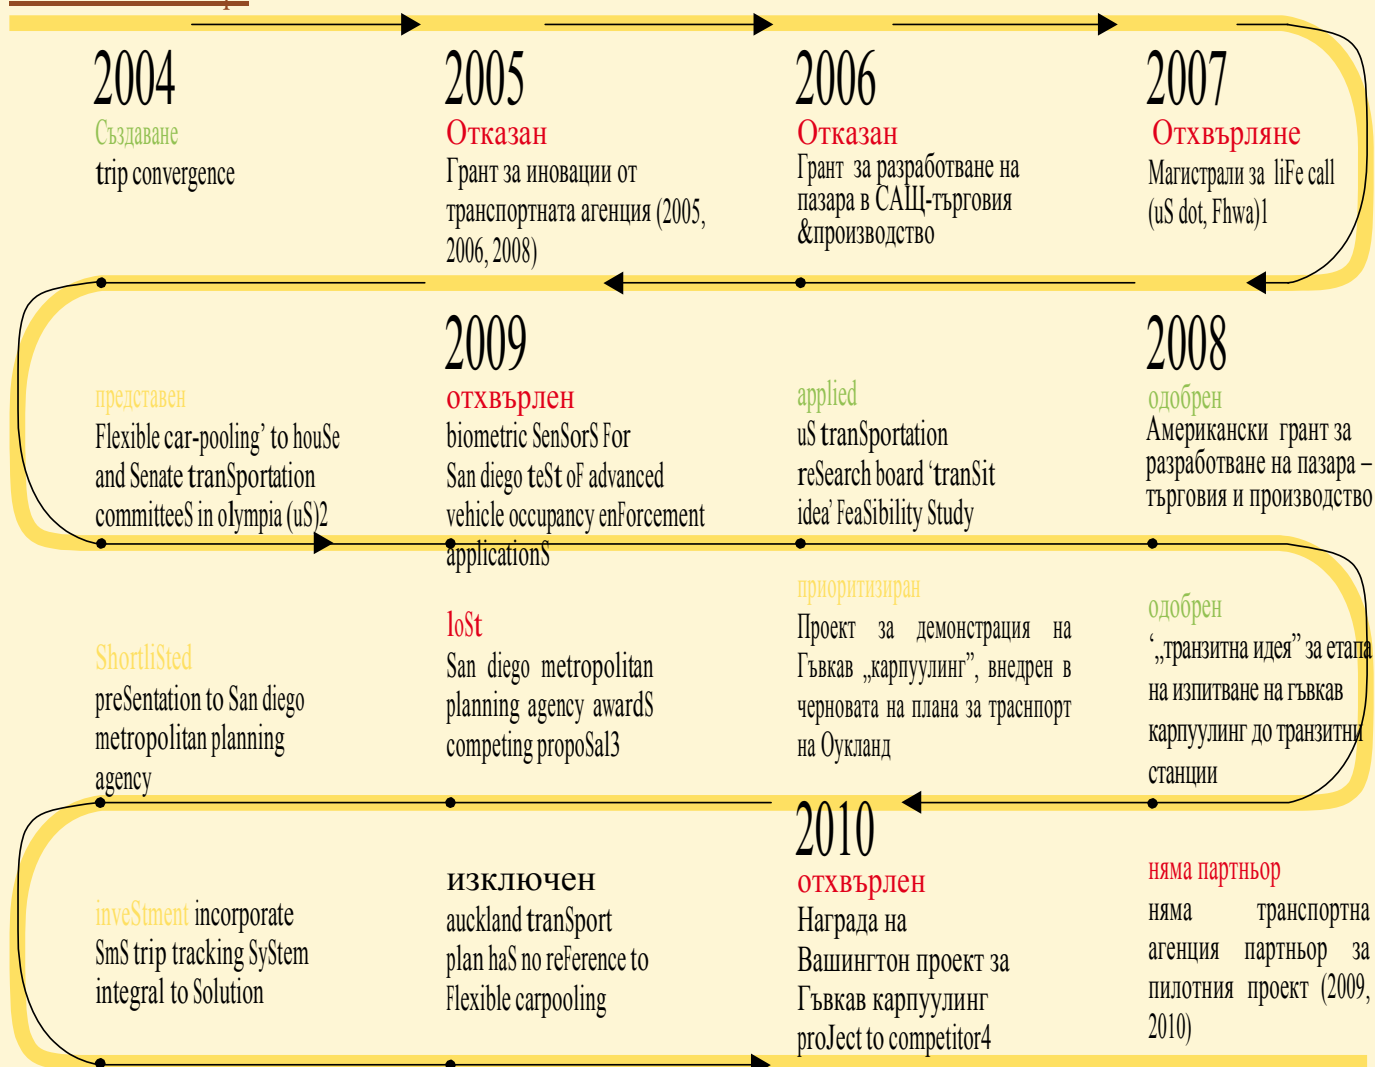 2004
Създаване
trip convergence
2005
Отказан
Грант за иновации от
транспортната агенция (2005,
2006, 2008)
2006
Отказан
Грант за разработване на
пазара в САЩ-търговия
&производство
2007
Отхвърляне
Магистрали за liFe call
(uS dot, Fhwa)1
2008
одобрен
Американски грант за
разработване на пазара –
търговия и производство
applied
uS tranSportation
reSearch board ‘tranSit
idea’ FeaSibility Study
2009
отхвърлен
biometric SenSorS For
San diego teSt oF advanced
vehicle occupancy enForcement
applicationS
представен
Flexible car-pooling’ to houSe
and Senate tranSportation
committeeS in olympia (uS)2
ShortliSted
preSentation to San diego
metropolitan planning
agency
loSt
San diego metropolitan
planning agency awardS
competing propoSal3
приоритизиран
Проект за демонстрация на
Гъвкав „карпуулинг”, внедрен в
черновата на плана за траснпорт
на Оукланд
одобрен
‘„транзитна идея” за етапа
на изпитване на гъвкав
карпуулинг до транзитни
станции
няма партньор
няма транспортна
агенция партньор за
пилотния проект (2009,
2010)
2010
отхвърлен
Награда на
Вашингтон проект за
Гъвкав карпуулинг
proJect to competitor4
изключен
auckland tranSport
plan haS no reFerence to
Flexible carpooling
inveStment incorporate
SmS trip tracking SyStem
integral to Solution